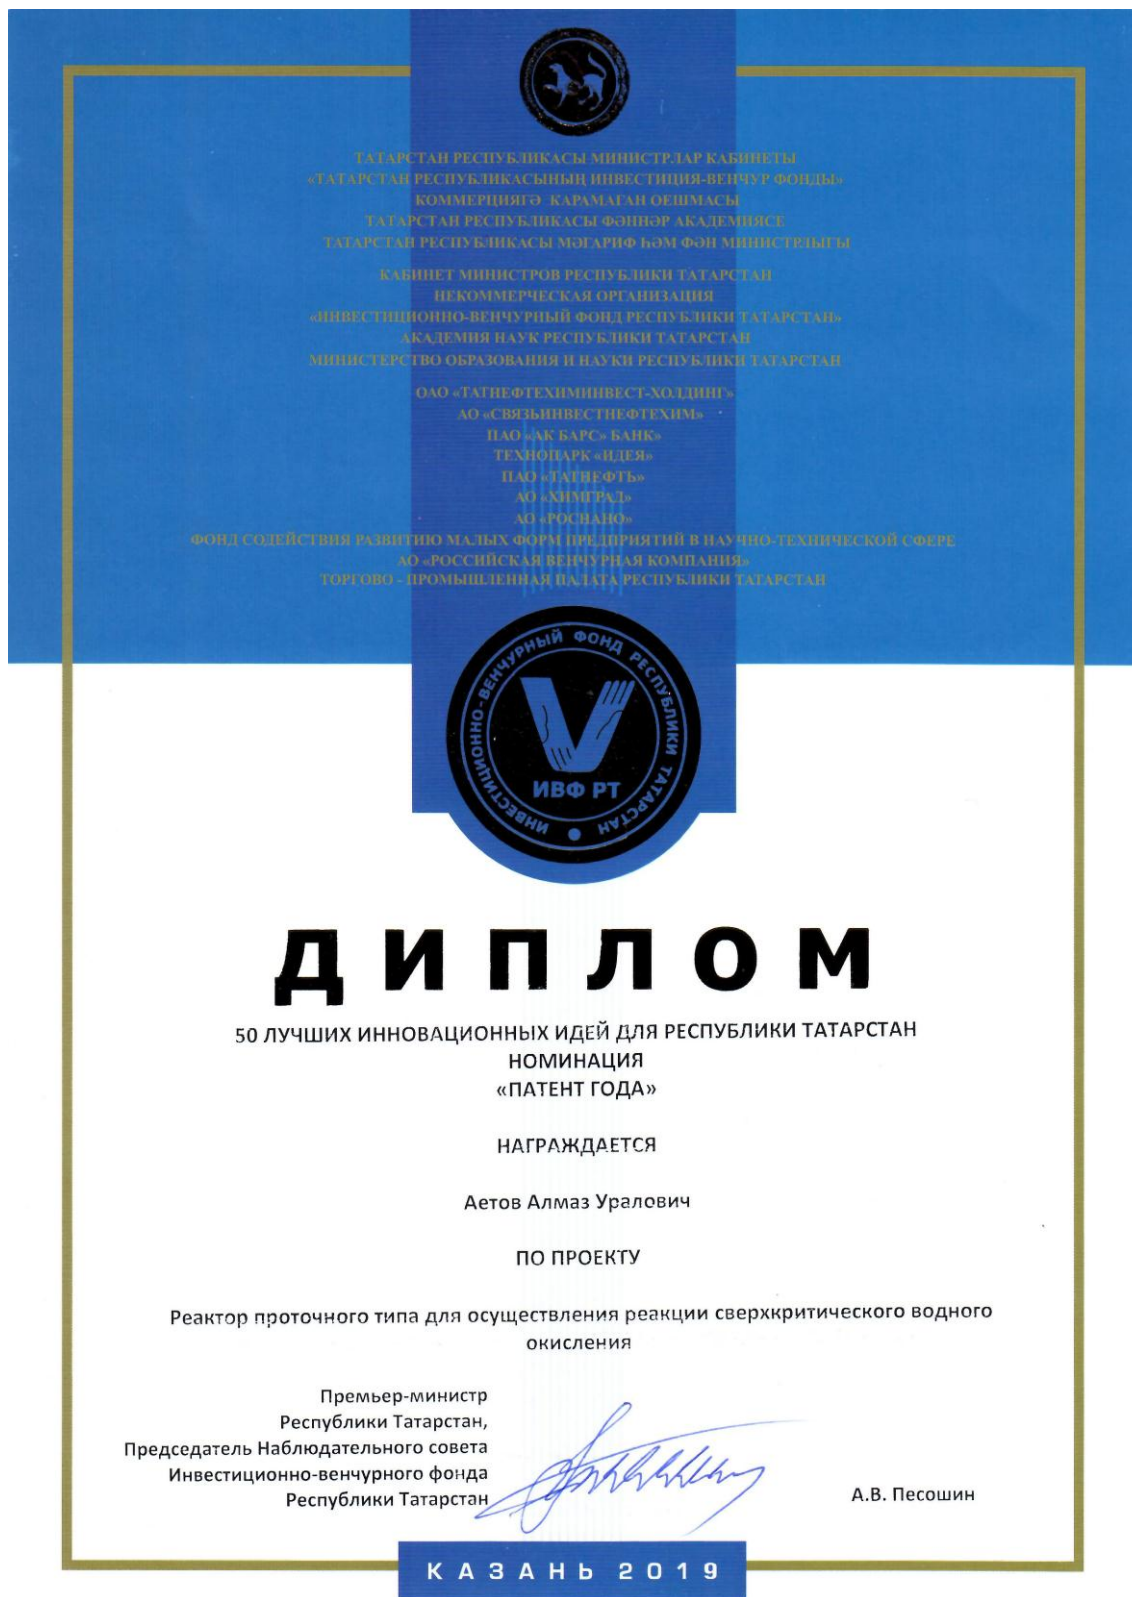 ТАТАРСТАН РЕСПУБЛИКАСЫ МИНИСТРЛАР КАБИНЕТЫ
«ТАТАРСТАН РЕСПУБЛИКАСЫНЫҢ ИНВЕСТИЦИЯ-ВЕНЧУР ФОНДЫ»
КОММЕРЦИЯГӘ КАРАМАГАН ОЕШМАСЫ
ТАТАРСТАН РЕСПУБЛИКАСЫ ФӘННӘР АКАДЕМИЯСЕ
ТАТАРСТАН РЕСПУБЛИКАСЫ МӘГАРИФ ҺӘМ ФӘН МИНИСТРЛЫГЫ
КАБИНЕТ МИНИСТРОВ РЕСПУБЛИКИ ТАТАРСТАН
НЕКОММЕРЧЕСКАЯ ОРГАНИЗАЦИЯ
«ИНВЕСТИЦИОННО-ВЕНЧУРНЫЙ ФОНД РЕСПУБЛИКИ ТАТАРСТАН»
АКАДЕМИЯ НАУК РЕСПУБЛИКИ ТАТАРСТАН
МИНИСТЕРСТВО ОБРАЗОВАНИЯ И НАУКИ РЕСПУБЛИКИ ТАТАРСТАН
ОАО «ТАТНЕФТЕХИМИНВЕСТ-ХОЛДИНГ»
АО «СВЯЗЬИНВЕСТНЕФТЕХИМ»
ПАО «АК БАРС» БАНК»
ТЕХНОПАРК «ИДЕЯ»
ПАО «ТАТНЕФТЬ»
АО «ХИМГРАД»
АО «РОСНАНО»
ФОНД СОДЕЙСТВИЯ РАЗВИТИЮ МАЛЫХ ФОРМ ПРЕДПРИЯТИЙ В НАУЧНО-ТЕХНИЧЕСКОЙ СФЕРЕ
АО «РОССИЙСКАЯ ВЕНЧУРНАЯ КОМПАНИЯ»
ТОРГОВО - ПРОМЫШЛЕННАЯ ПАЛАТА РЕСПУБЛИКИ ТАТАРСТАН
ИНВЕСТИЦИОННО-ВЕНЧУРНЫЙ ФОНД РЕСПУБЛИКИ ТАТАРСТАН
ИВФ РТ
ДИПЛОМ
50 ЛУЧШИХ ИННОВАЦИОННЫХ ИДЕЙ ДЛЯ РЕСПУБЛИКИ ТАТАРСТАН
НОМИНАЦИЯ
«ПАТЕНТ ГОДА»
НАГРАЖДАЕТСЯ
Аетов Алмаз Уралович
ПО ПРОЕКТУ
Реактор проточного типа для осуществления реакции сверхкритического водного
окисления
Премьер-министр
Республики Татарстан,
Председатель Наблюдательного совета
Инвестиционно-венчурного фонда
Республики Татарстан
А.В. Песошин
КАЗАНЬ 2019